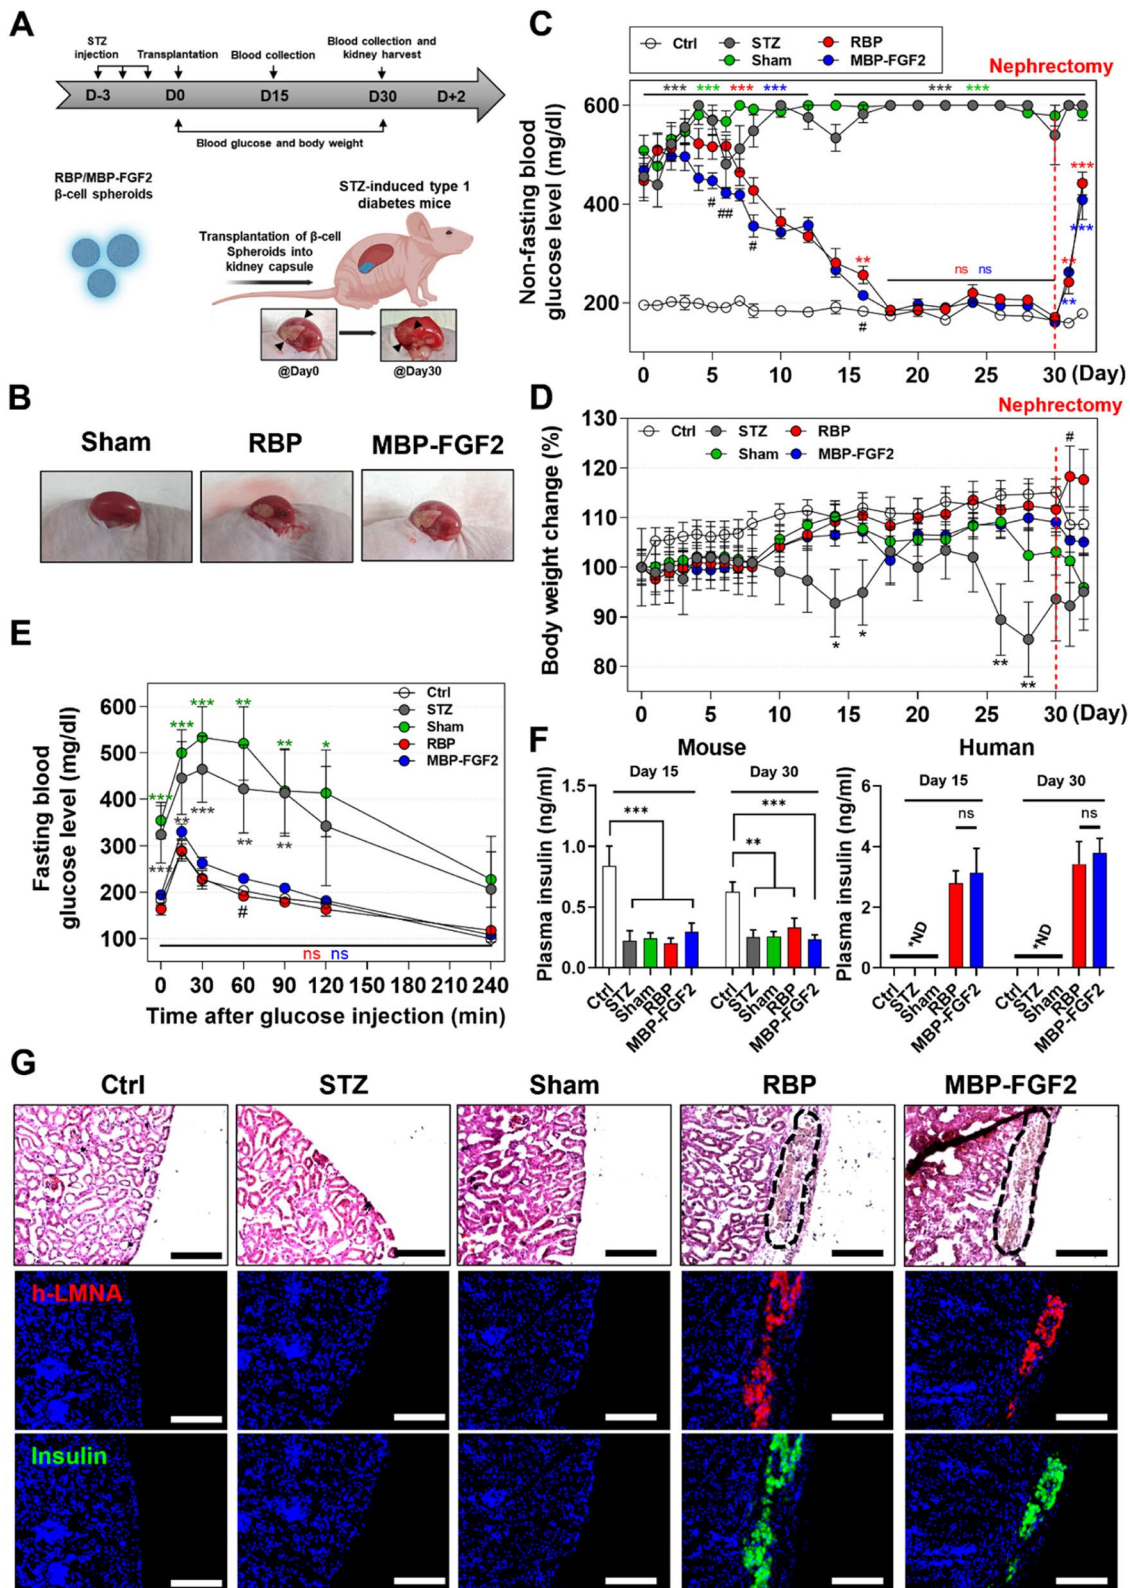 A
STZ
injection
Transplantation
Blood collection
Blood collection and
kidney harvest
D-3
D0
D15
D30
D+2
Blood glucose and body weight
RBP/MBP-FGF2
β-cell spheroids
STZ-induced type 1
diabetes mice
Transplantation of β-cell
Spheroids into
kidney capsule
@Day0
@Day30
B
Sham
RBP
MBP-FGF2
C
Ctrl
STZ
RBP
Sham
MBP-FGF2
Nephrectomy
*** *** *** ***
*** ***
Non-fasting blood
glucose level (mg/dl)
600
400
200
#
##
#
**
#
ns ns
***
***
**
**
0 5 10 15 20 25 30 (Day)
D
Nephrectomy
Ctrl
STZ
RBP
Sham
MBP-FGF2
Body weight change (%)
130
120
110
100
90
80
#
*
*
**
**
0 5 10 15 20 25 30 (Day)
E
Ctrl
STZ
Sham
RBP
MBP-FGF2
Fasting blood
glucose level (mg/dl)
600
500
400
300
200
100
***
***
***
**
**
*
***
**
***
**
**
#
ns ns
0 30 60 90 120 150 180 210 240
Time after glucose injection (min)
F
Mouse
Day 15
Day 30
Plasma insulin (ng/ml)
1.5
1.0
0.5
0.0
***
***
**
Ctrl
STZ
Sham
RBP
MBP-FGF2
Ctrl
STZ
Sham
RBP
MBP-FGF2
Human
Day 15
Day 30
Plasma insulin (ng/ml)
6
4
2
0
ns
ns
*ND
*ND
Ctrl
STZ
Sham
RBP
MBP-FGF2
Ctrl
STZ
Sham
RBP
MBP-FGF2
G
Ctrl
STZ
Sham
RBP
MBP-FGF2
h-LMNA
Insulin